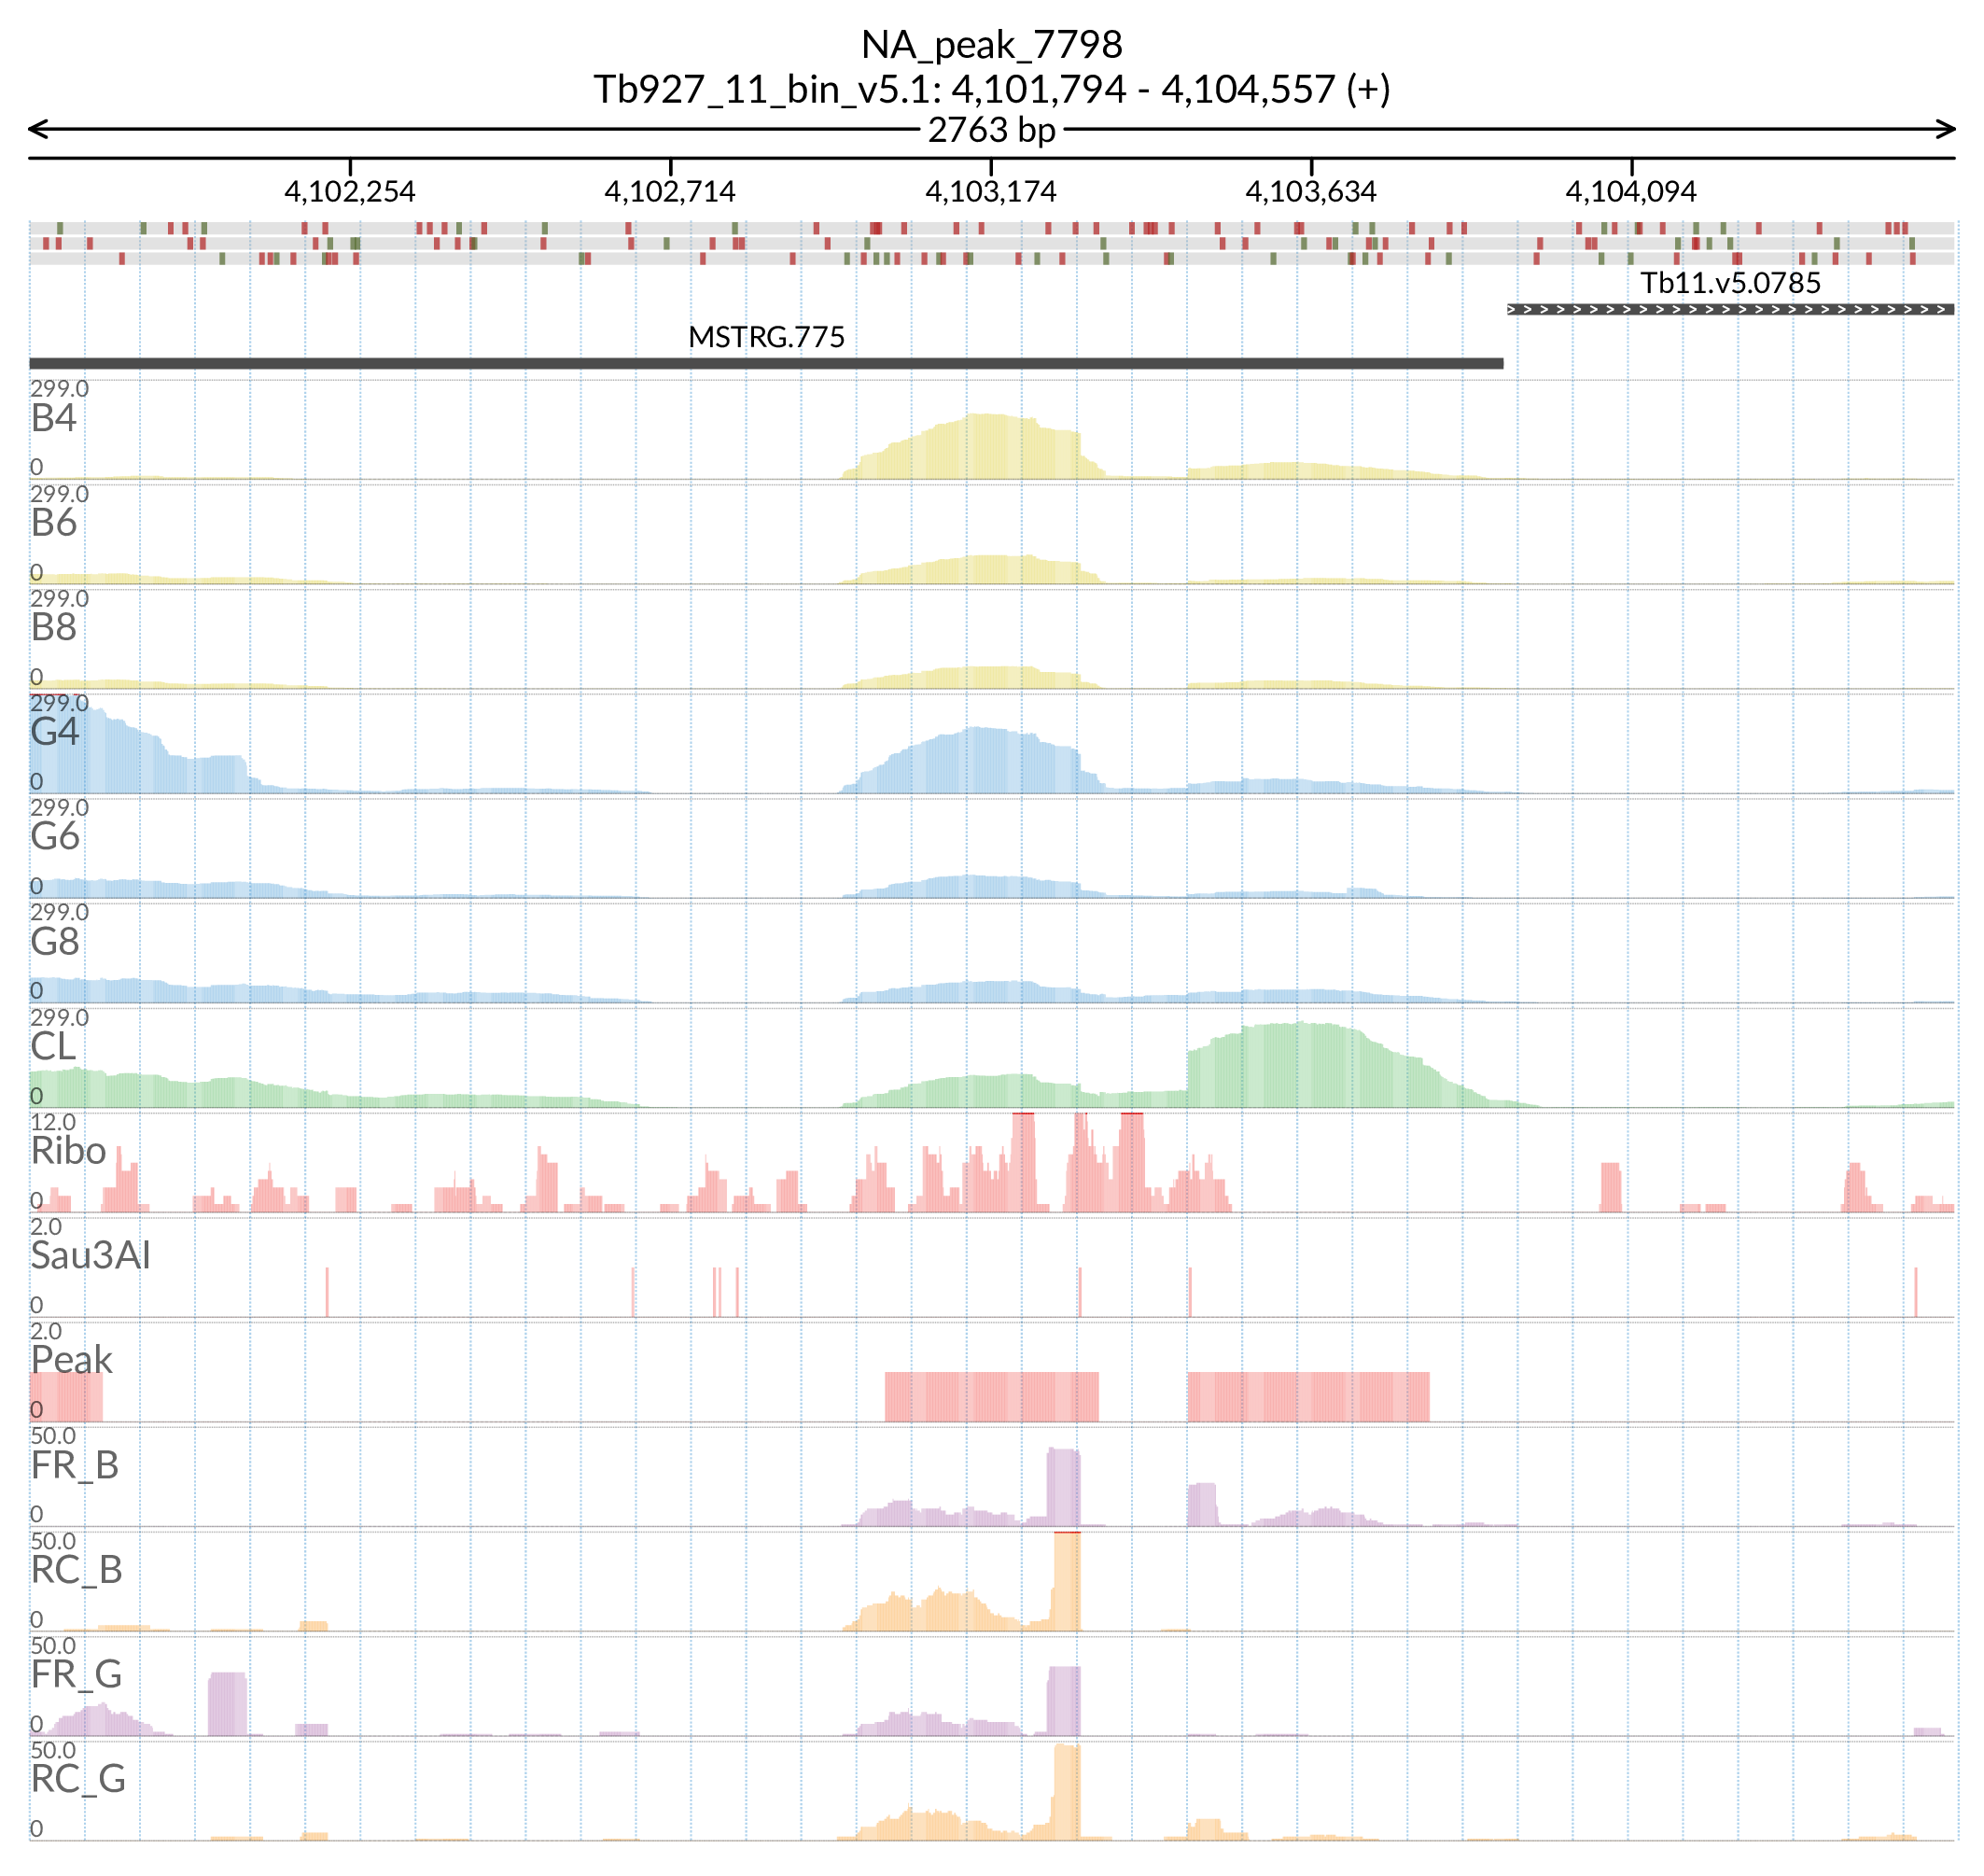 NA_peak_7798
Tb927_11_bin_v5.1: 4,101,794 - 4,104,557 (+)
2763 bp
4,102,254 4,102,714 4,103,174 4,103,634 4,104,094
Tb11.v5.0785
MSTRG.775
299.0
B4
0
299.0
B6
0
299.0
B8
0
299.0
G4
0
299.0
G6
0
299.0
G8
0
299.0
CL
0
12.0
Ribo
0
2.0
Sau3AI
0
2.0
Peak
0
50.0
FR_B
0
50.0
RC_B
0
50.0
FR_G
0
50.0
RC_G
0